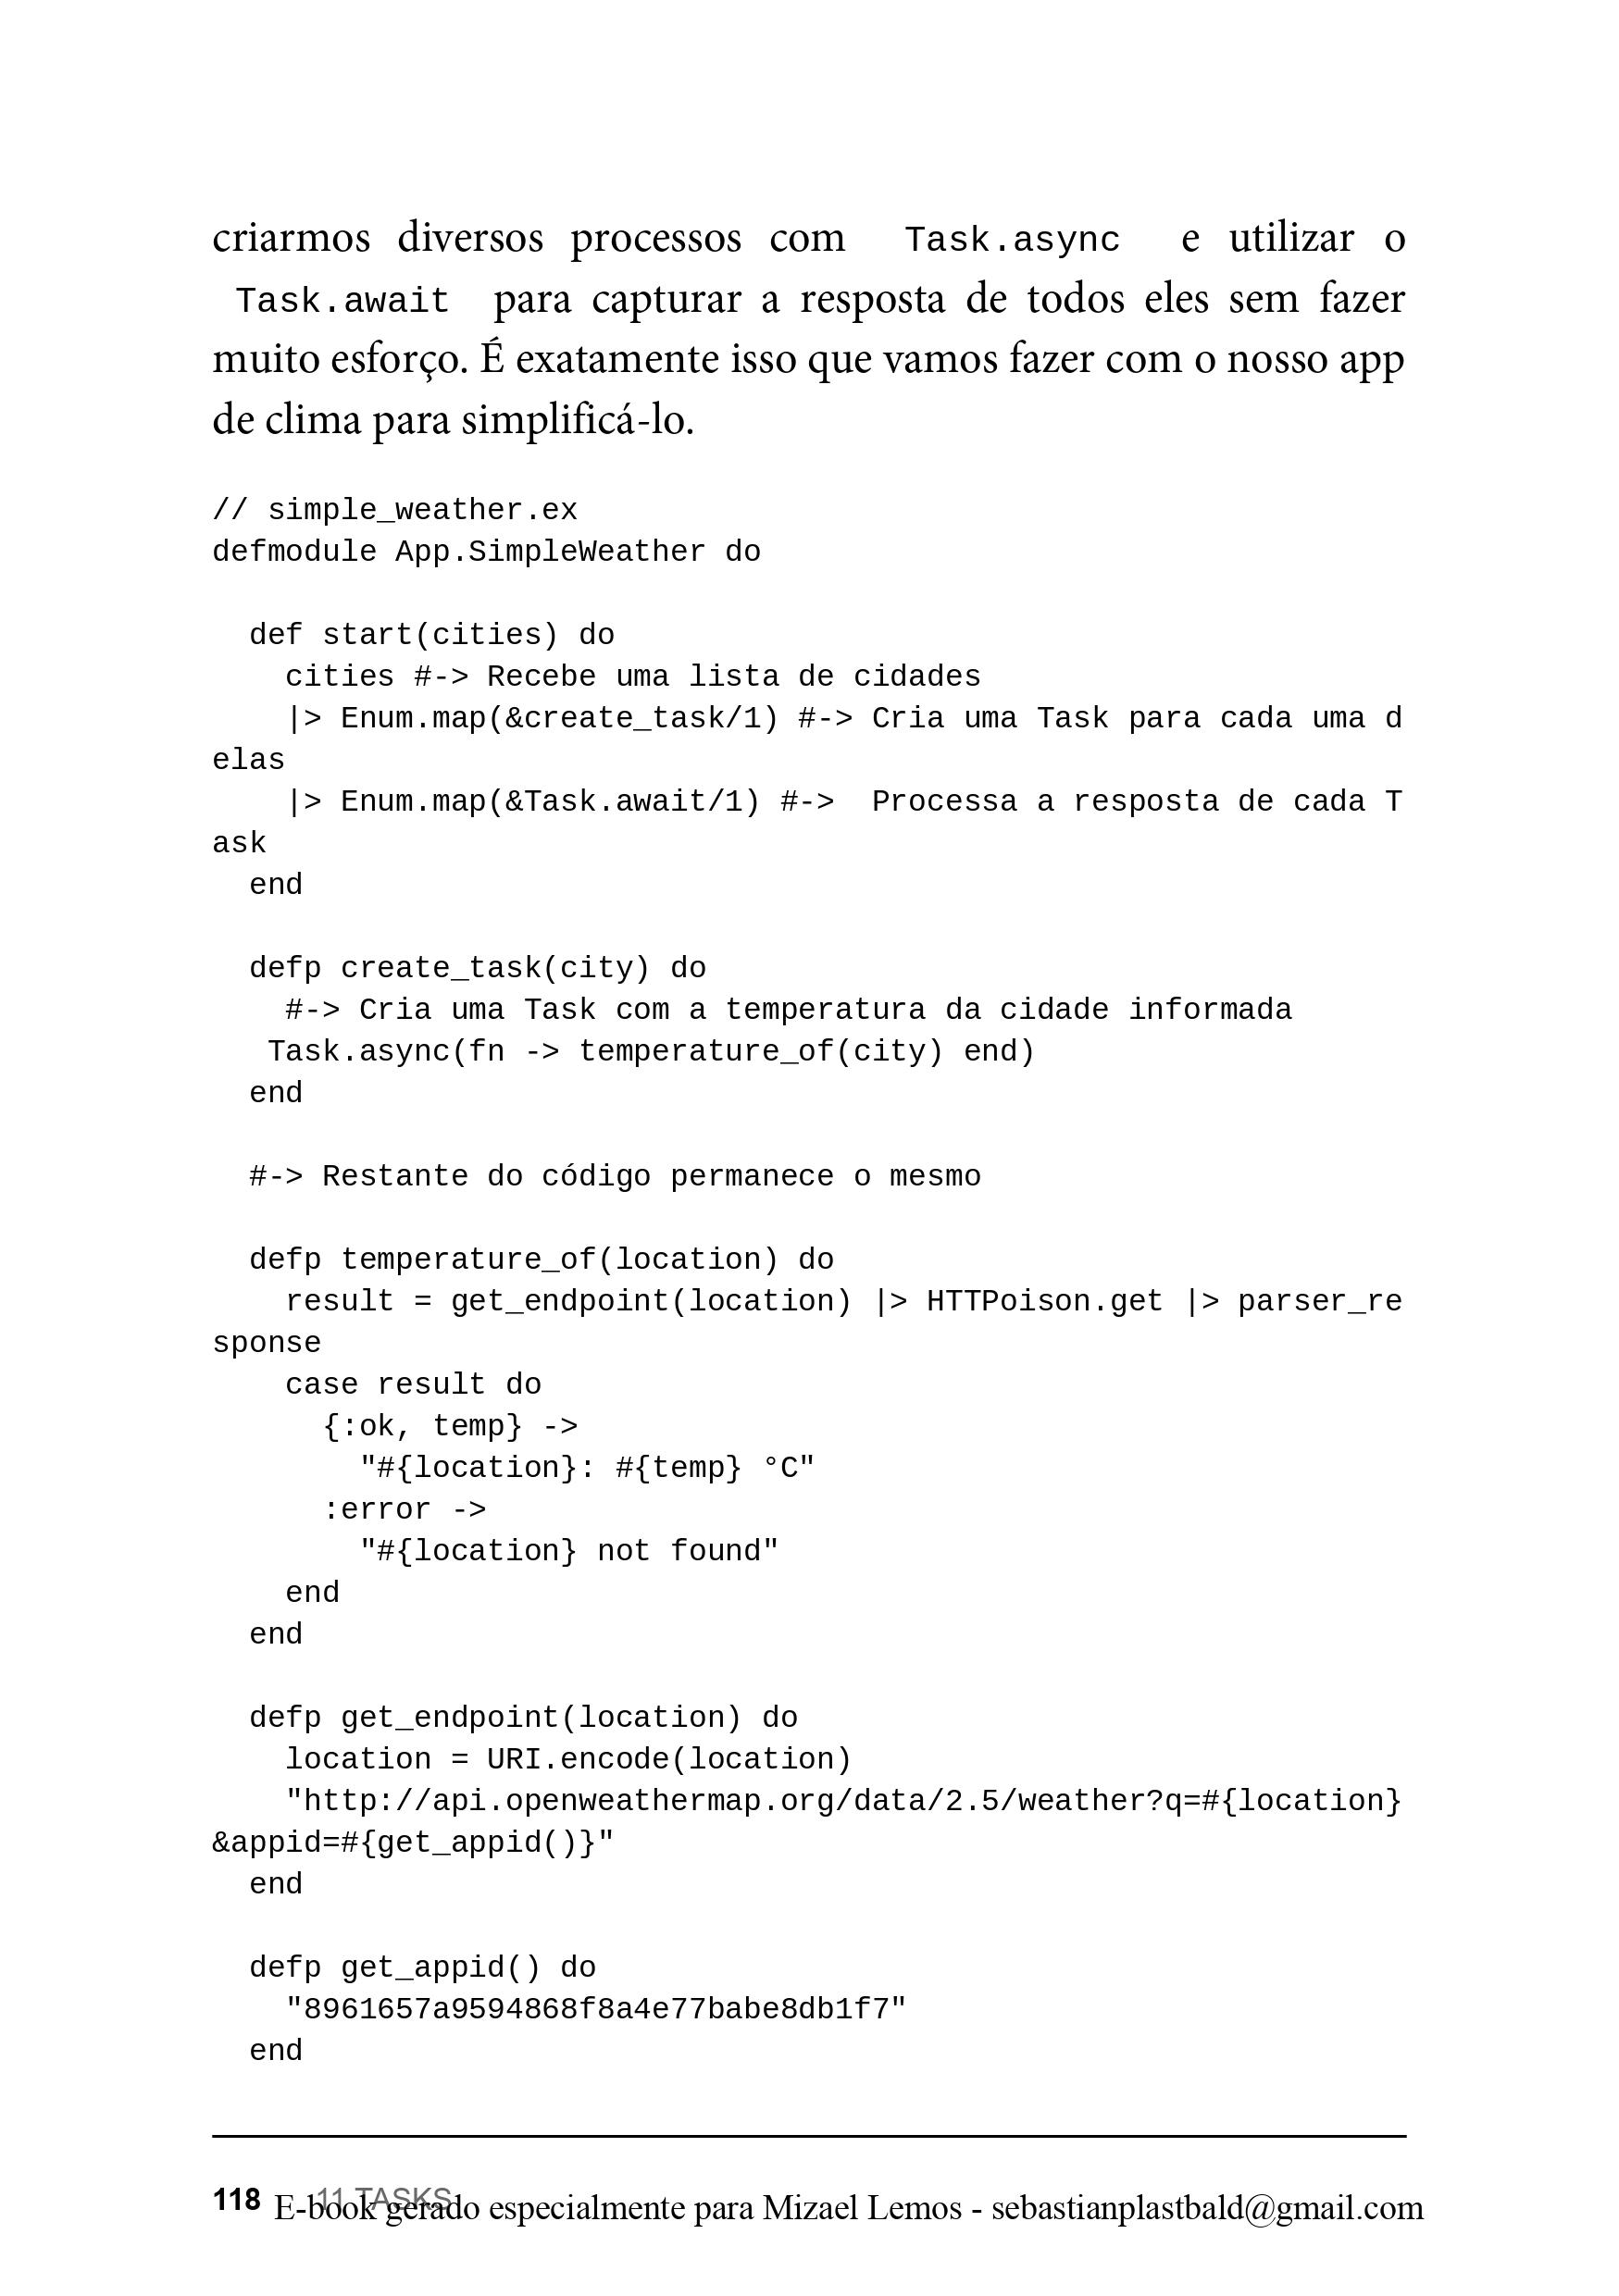 criarmos diversos processos com Task.async e utilizar o
Task.await para capturar a resposta de todos eles sem fazer
muito esforço. É exatamente isso que vamos fazer com o nosso app
de clima para simplificá-lo.
// simple_weather.ex
defmodule App.SimpleWeather do
  def start(cities) do
    cities #-> Recebe uma lista de cidades
    |> Enum.map(&create_task/1) #-> Cria uma Task para cada uma d
elas
    |> Enum.map(&Task.await/1) #->  Processa a resposta de cada T
ask
  end
  defp create_task(city) do
    #-> Cria uma Task com a temperatura da cidade informada
   Task.async(fn -> temperature_of(city) end)
  end
  #-> Restante do código permanece o mesmo
  defp temperature_of(location) do
    result = get_endpoint(location) |> HTTPoison.get |> parser_re
sponse
    case result do
      {:ok, temp} ->
        "#{location}: #{temp} °C"
      :error ->
        "#{location} not found"
    end
  end
  defp get_endpoint(location) do
    location = URI.encode(location)
    "http://api.openweathermap.org/data/2.5/weather?q=#{location}
&appid=#{get_appid()}"
  end
  defp get_appid() do
    "8961657a9594868f8a4e77babe8db1f7"
  end
118 11 TASKS
E-book gerado especialmente para Mizael Lemos - sebastianplastbald@gmail.com